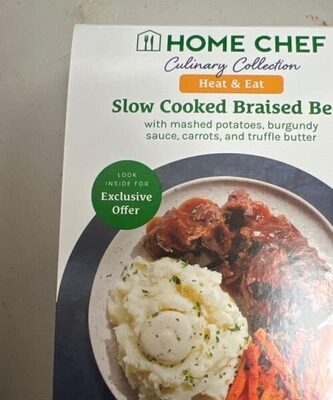 HOME CHEF
Culinary Collection
Heat & Eat
Slow Cooked Braised Be
with mashed potatoes, burgundy
sauce, carrots, and truffle butter
LOOK
INSIDE FOR
Exclusive
Offer